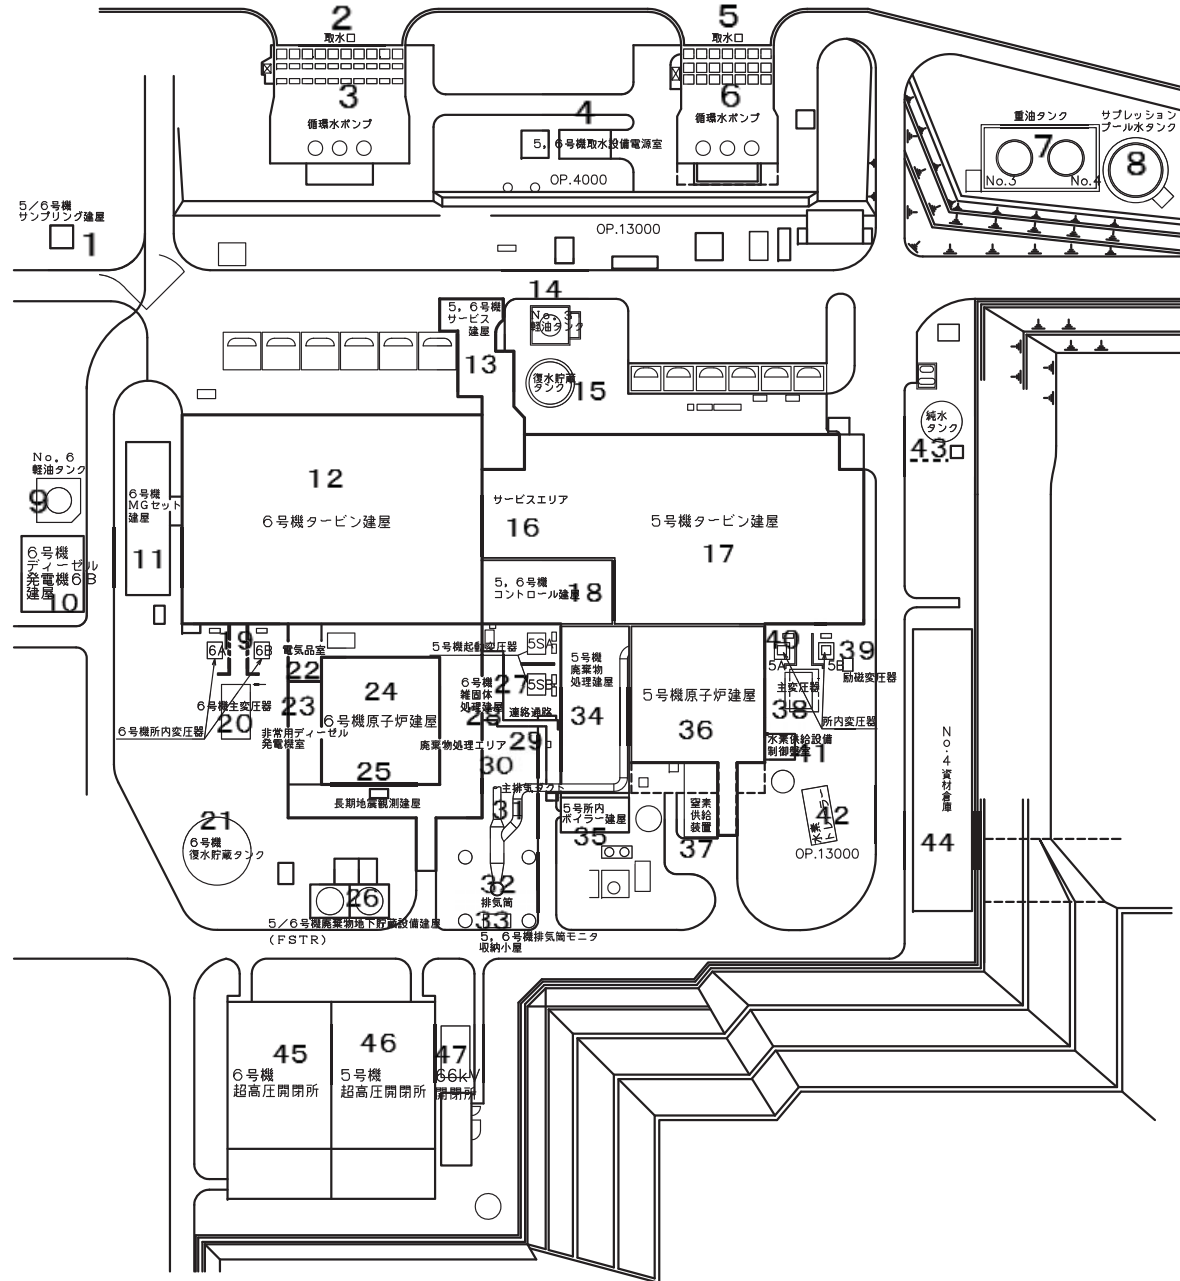 2
取水口
3
循環水ポンプ
4
5，6号機取水設備電源室
5
取水口
6
循環水ポンプ
重油タンク
7
No.3
No.4
サプレッション
プール水タンク
8
OP.4000
5／6号機
サンプリング建屋
1
OP.13000
14
No．3
軽油タンク
5，6号機
サービス
建屋
13
復水貯蔵
タンク
15
純水
タンク
43
No．6
軽油タンク
9
6号機
MGセット
建屋
11
12
6号機タービン建屋
サービスエリア
16
5号機タービン建屋
17
6号機
ディーゼル
発電機6B
建屋
10
5，6号機
コントロール建屋
18
6A
19
6B
電気品室
22
5号機起動変圧器
5SA
5SB
5号機
廃棄物
処理建屋
34
40
5A
5B
39
励磁変圧器
主変圧器
38
所内変圧器
6号機主変圧器
20
6号機所内変圧器
23
非常用ディーゼル
発電機室
24
6号機原子炉建屋
25
長期地震観測建屋
6号機
雑固体
処理建屋
27
28
連絡通路
29
廃棄物処理エリア
30
主排気ダクト
31
5号機原子炉建屋
36
水素供給設備
制御盤室
41
No.4資材倉庫
44
5号所内
ボイラー建屋
35
窒素
供給
装置
37
42
水素
トレーラー
OP.13000
21
6号機
復水貯蔵タンク
26
5／6号機廃棄物地下貯蔵設備建屋
(FSTR)
32
排気筒
33
5，6号機排気筒モニタ
収納小屋
45
6号機
超高圧開閉所
46
5号機
超高圧開閉所
47
66kV
開閉所